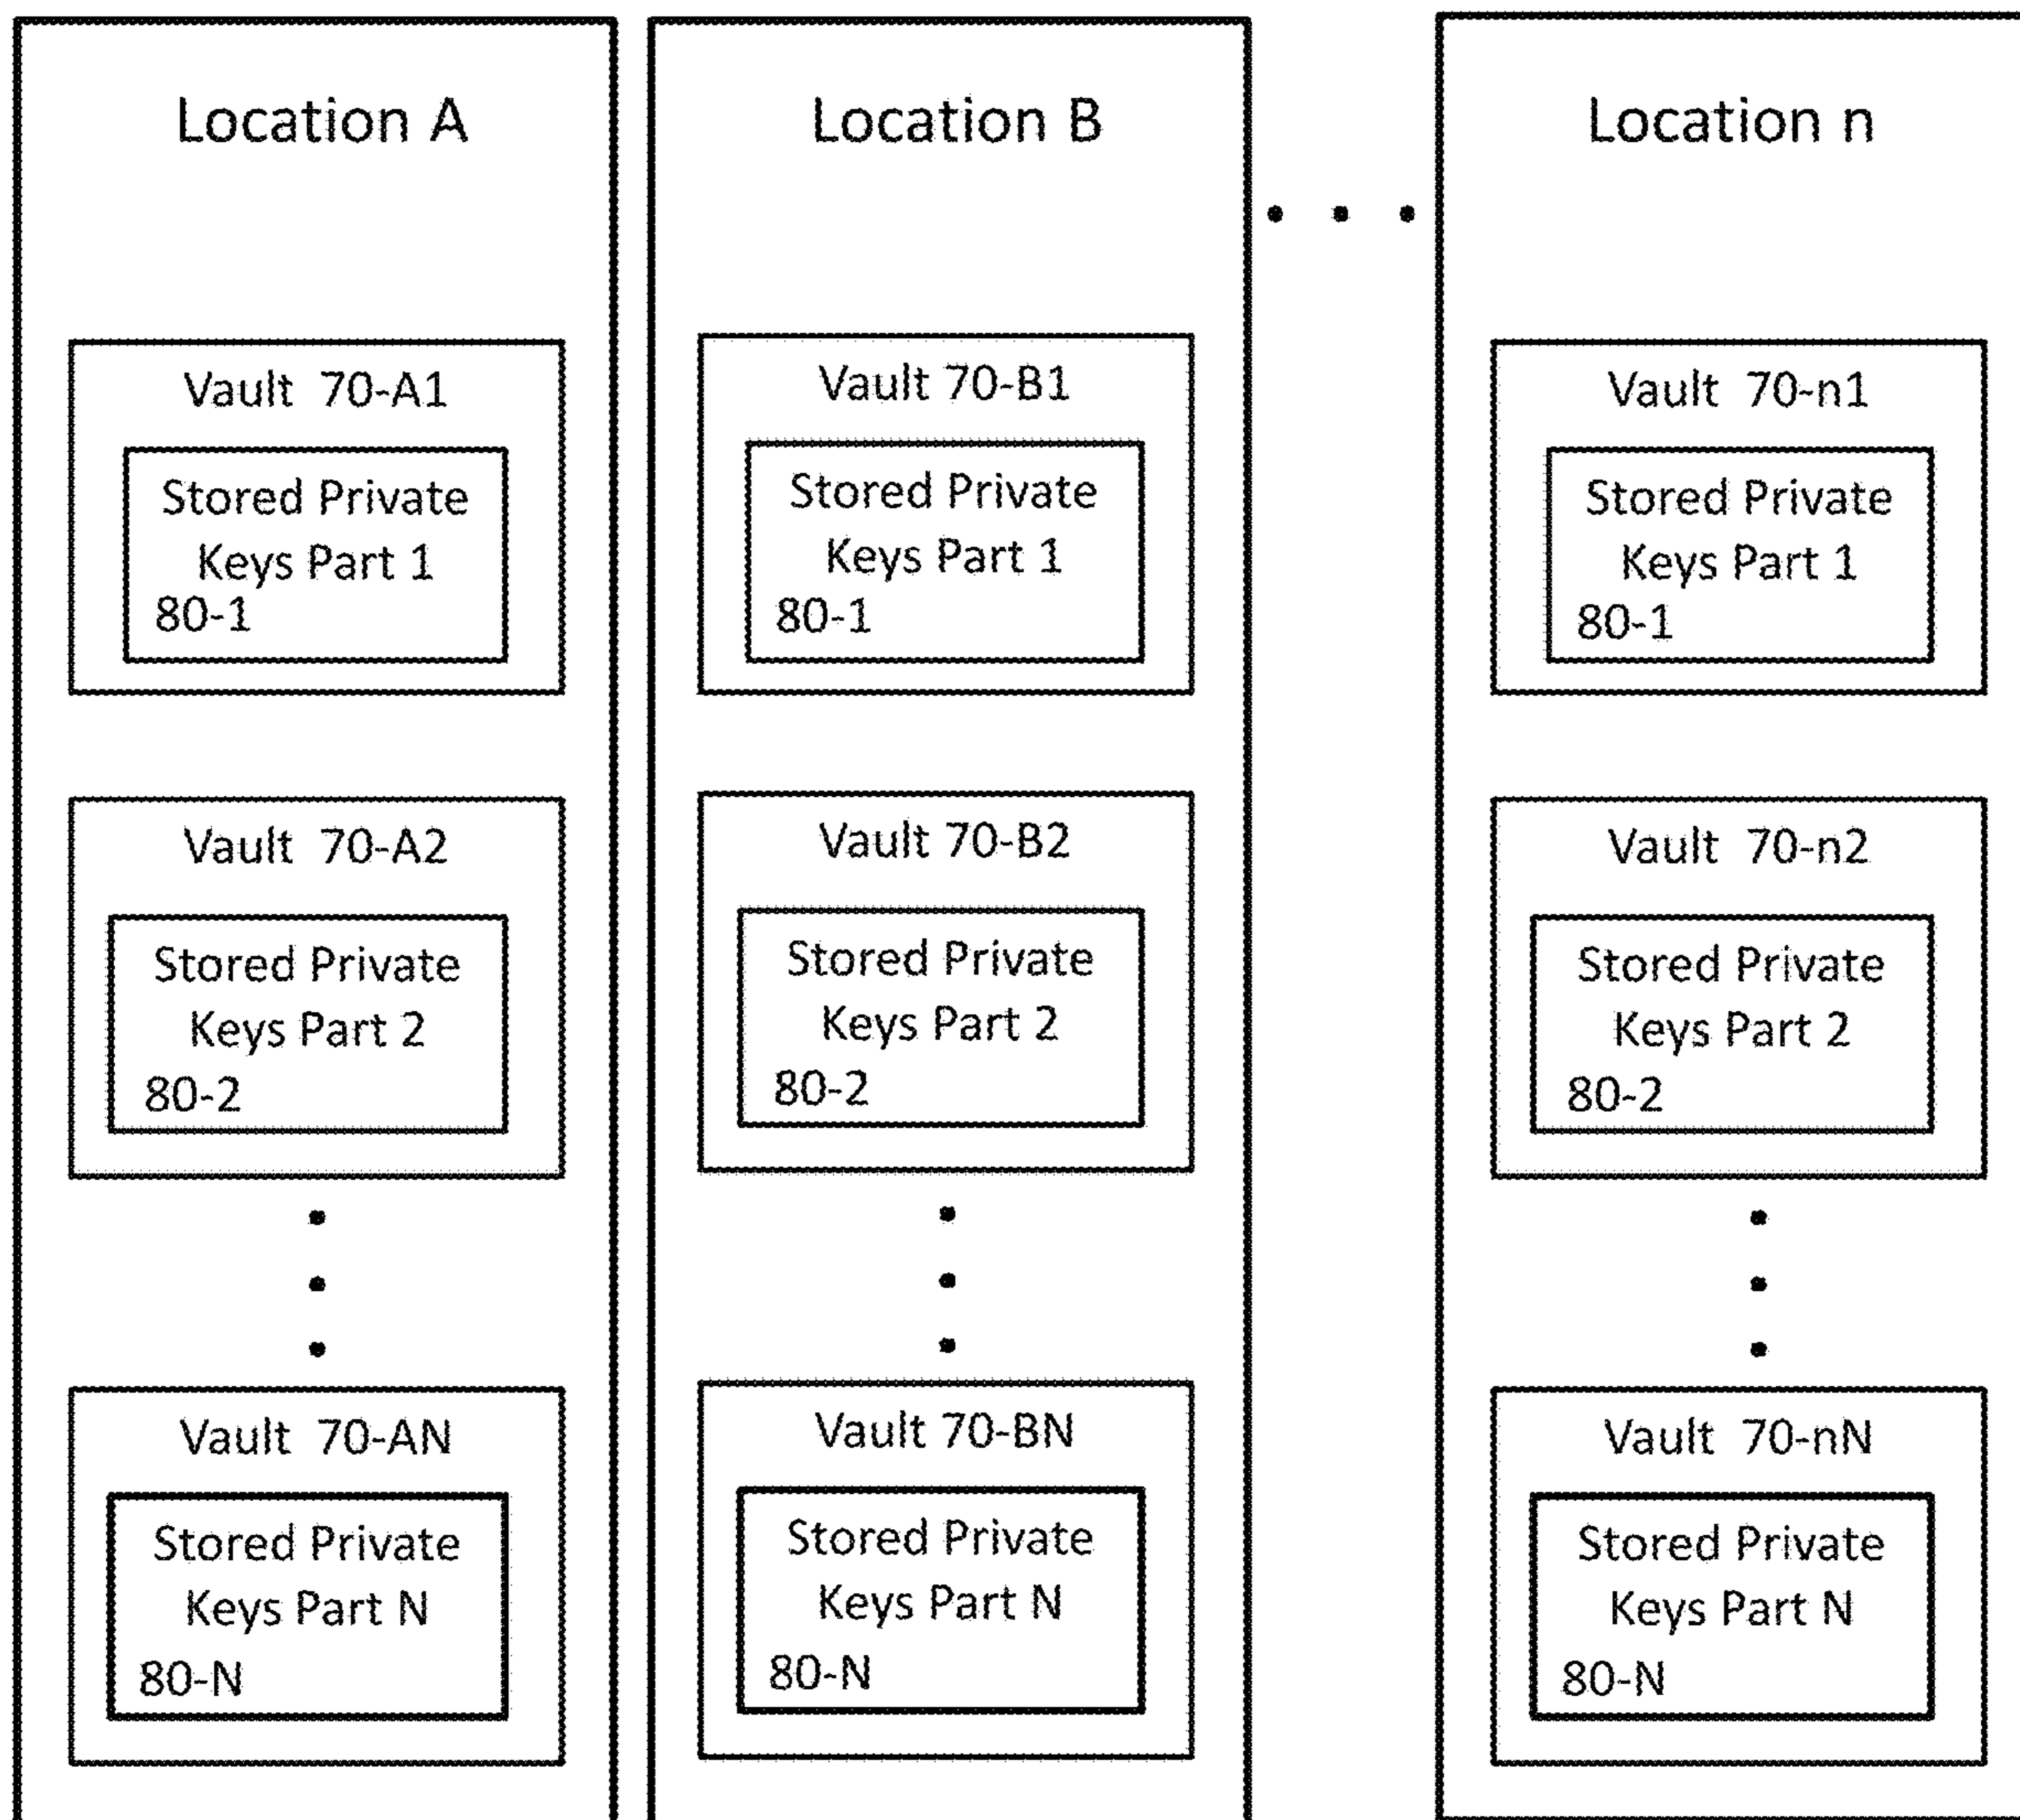 Location A
Vault 70-A1
Stored Private
Keys Part 1
80-1
Vault 70-A2
Stored Private
Keys Part 2
80-2
Vault 70-AN
Stored Private
Keys Part N
80-N
Location B
Vault 70-B1
Stored Private
Keys Part 1
80-1
Vault 70-B2
Stored Private
Keys Part 2
80-2
Vault 70-BN
Stored Private
Keys Part N
80-N
Location n
Vault 70-n1
Stored Private
Keys Part 1
80-1
Vault 70-n2
Stored Private
Keys Part 2
80-2
Vault 70-nN
Stored Private
Keys Part N
80-N